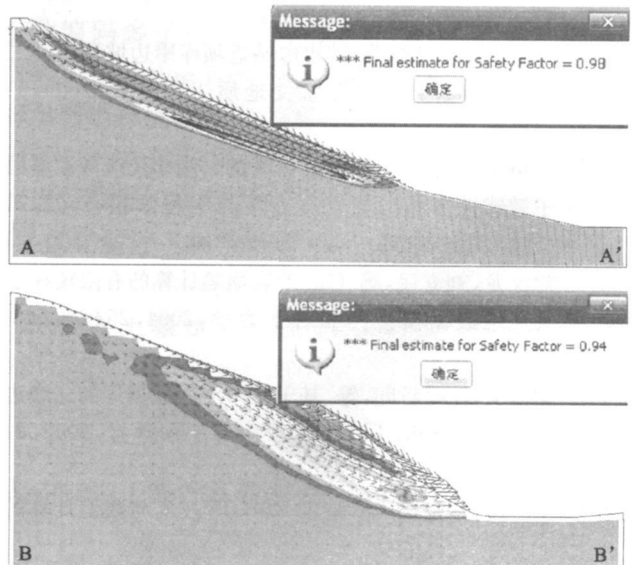 Message:
*** Final estimate for Safety Factor = 0.98
确定
A A'
Message:
*** Final estimate for Safety Factor = 0.94
确定
B B'